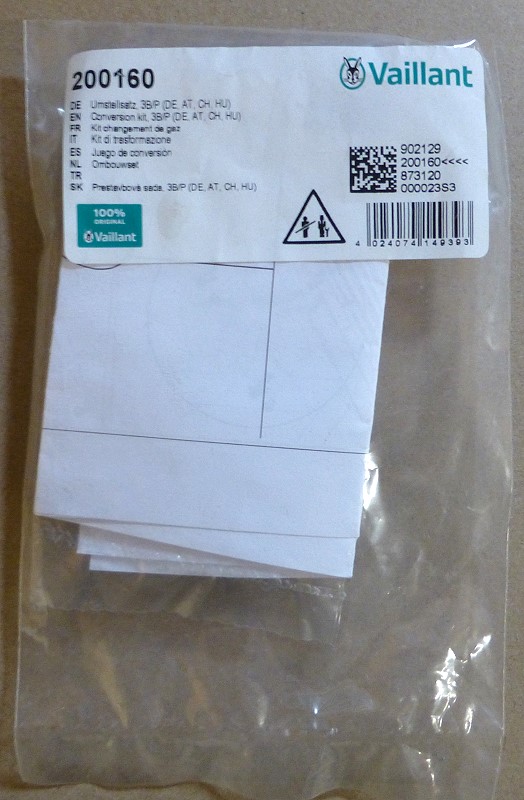 200160
Vaillant
DE Umstellsatz, 3B/P (DE, AT, CH, HU)
EN Conversion kit, 3B/P (DE, AT, CH, HU)
FR Kit changement de gaz
IT Kit di trasformazione
ES Juego de conversión
NL Ombouwset
TR
SK Prestavbová sada, 3B/P (DE, AT, CH, HU)
902129
200160<<<<
873120
000023S3
100%
ORIGINAL
Vaillant
4 024074 149393